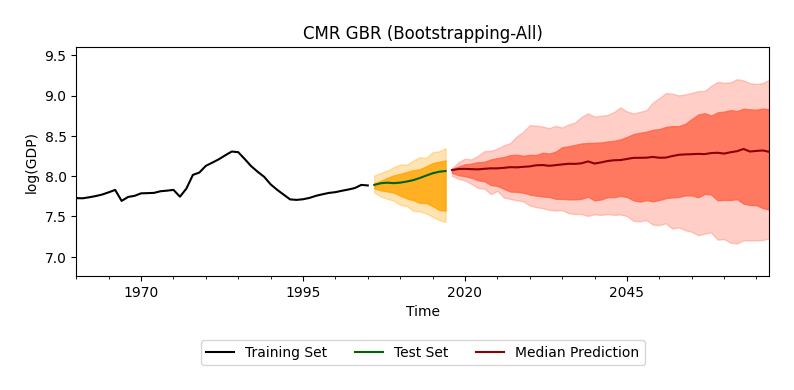 CMR GBR (Bootstrapping-All)
9.5
9.0
8.5
8.0
7.5
7.0
log(GDP)
1970 1995 2020 2045
Time
Training Set Test Set Median Prediction